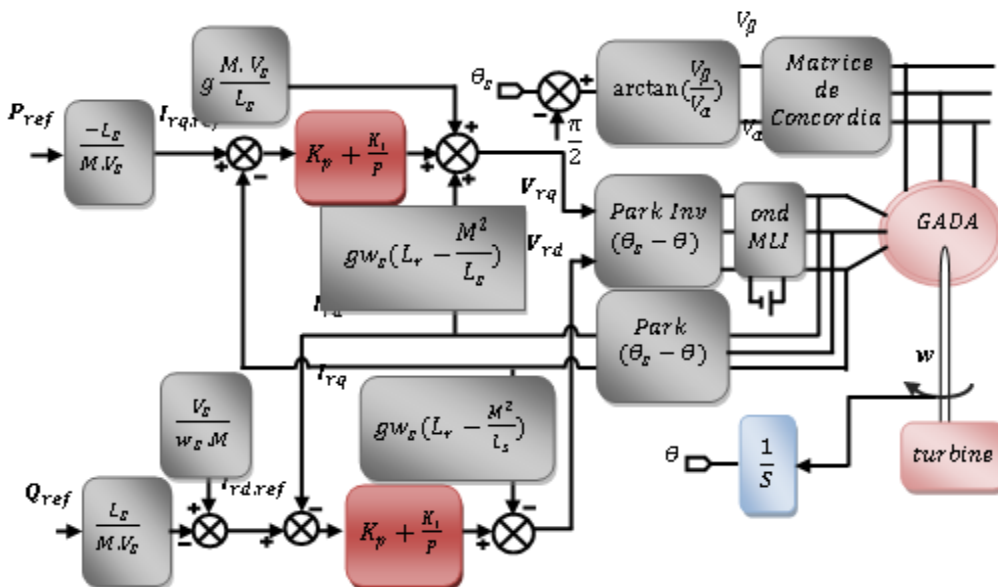 P_ref
-L_s / M.V_s
I_rq.ref
g M.V_s / L_s
K_p + K_i / P
g w_s (L_r - M² / L_s)
θ_s
π / 2
arctan(V_β / V_α)
V_β
V_α
Matrice
de
Concordia
V_rq
V_rd
Park Inv
(θ_s - θ)
ond
MLI
GADA
Park
(θ_s - θ)
w
turbine
1 / S
θ
I_rq
g w_s (L_r - M² / L_s)
V_s / w_s.M
Q_ref
L_s / M.V_s
I_rd.ref
K_p + K_i / P